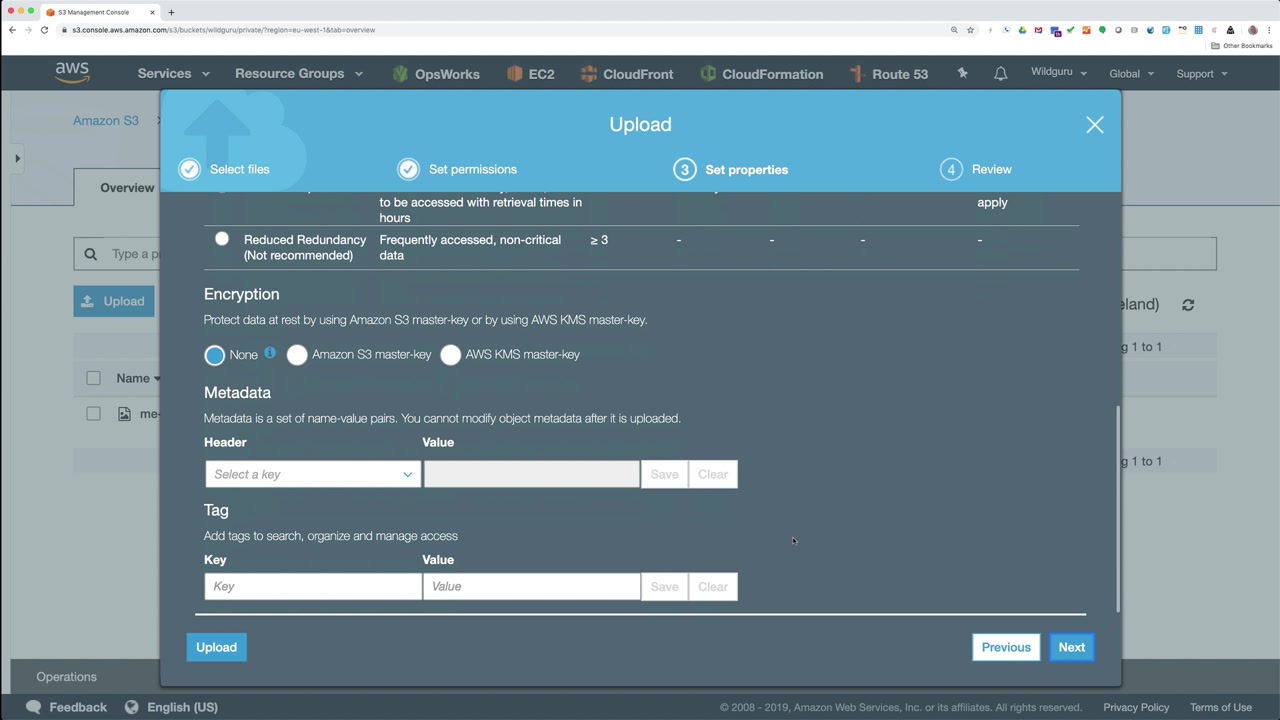 S3 Management Console
s3.console.aws.amazon.com/s3/buckets/wildguru/private/?region=eu-west-1&tab=overview
Other Bookmarks
aws Services Resource Groups OpsWorks EC2 CloudFront CloudFormation Route 53 Wildguru Global Support
Amazon S3
Overview
Type a p
Upload
eland)
g 1 to 1
Name
me-
g 1 to 1
Upload
Select files Set permissions 3 Set properties 4 Review
to be accessed with retrieval times in apply
hours
Reduced Redundancy Frequently accessed, non-critical ≥ 3 - - - -
(Not recommended) data
Encryption
Protect data at rest by using Amazon S3 master-key or by using AWS KMS master-key.
None Amazon S3 master-key AWS KMS master-key
Metadata
Metadata is a set of name-value pairs. You cannot modify object metadata after it is uploaded.
Header Value
Select a key Save Clear
Tag
Add tags to search, organize and manage access
Key Value
Key Value Save Clear
Upload Previous Next
Operations
Feedback English (US) © 2008 - 2019, Amazon Web Services, Inc. or its affiliates. All rights reserved. Privacy Policy Terms of Use